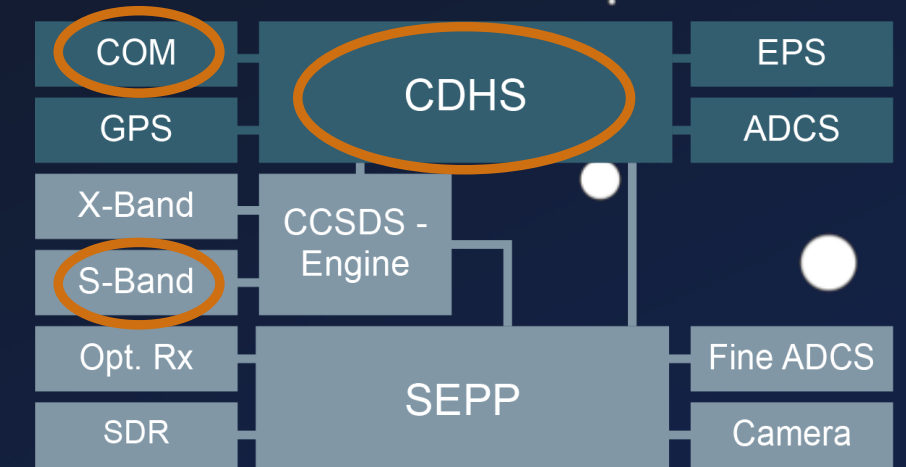 COM
CDHS
EPS
GPS
ADCS
X-Band
CCSDS -
Engine
S-Band
Opt. Rx
SEPP
Fine ADCS
SDR
Camera